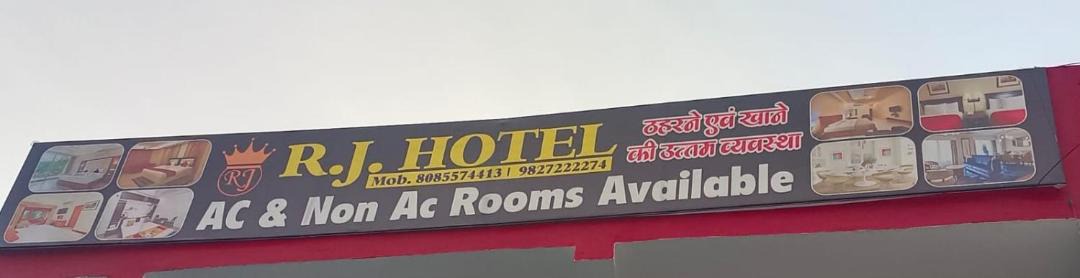 RJ
R.J. HOTEL
Mob. 8085574413 | 9827222274
ठहरने एवं खाने
की उत्तम व्यवस्था
AC & Non Ac Rooms Available